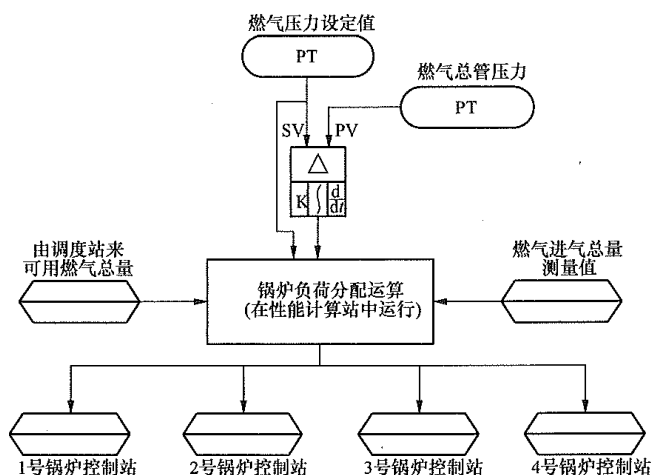 燃气压力设定值
PT
燃气总管压力
PT
SV
PV
△
K ∫ d/dt
由调度站来
可用燃气总量
燃气进气总量
测量值
锅炉负荷分配运算
(在性能计算站中运行)
1号锅炉控制站
2号锅炉控制站
3号锅炉控制站
4号锅炉控制站